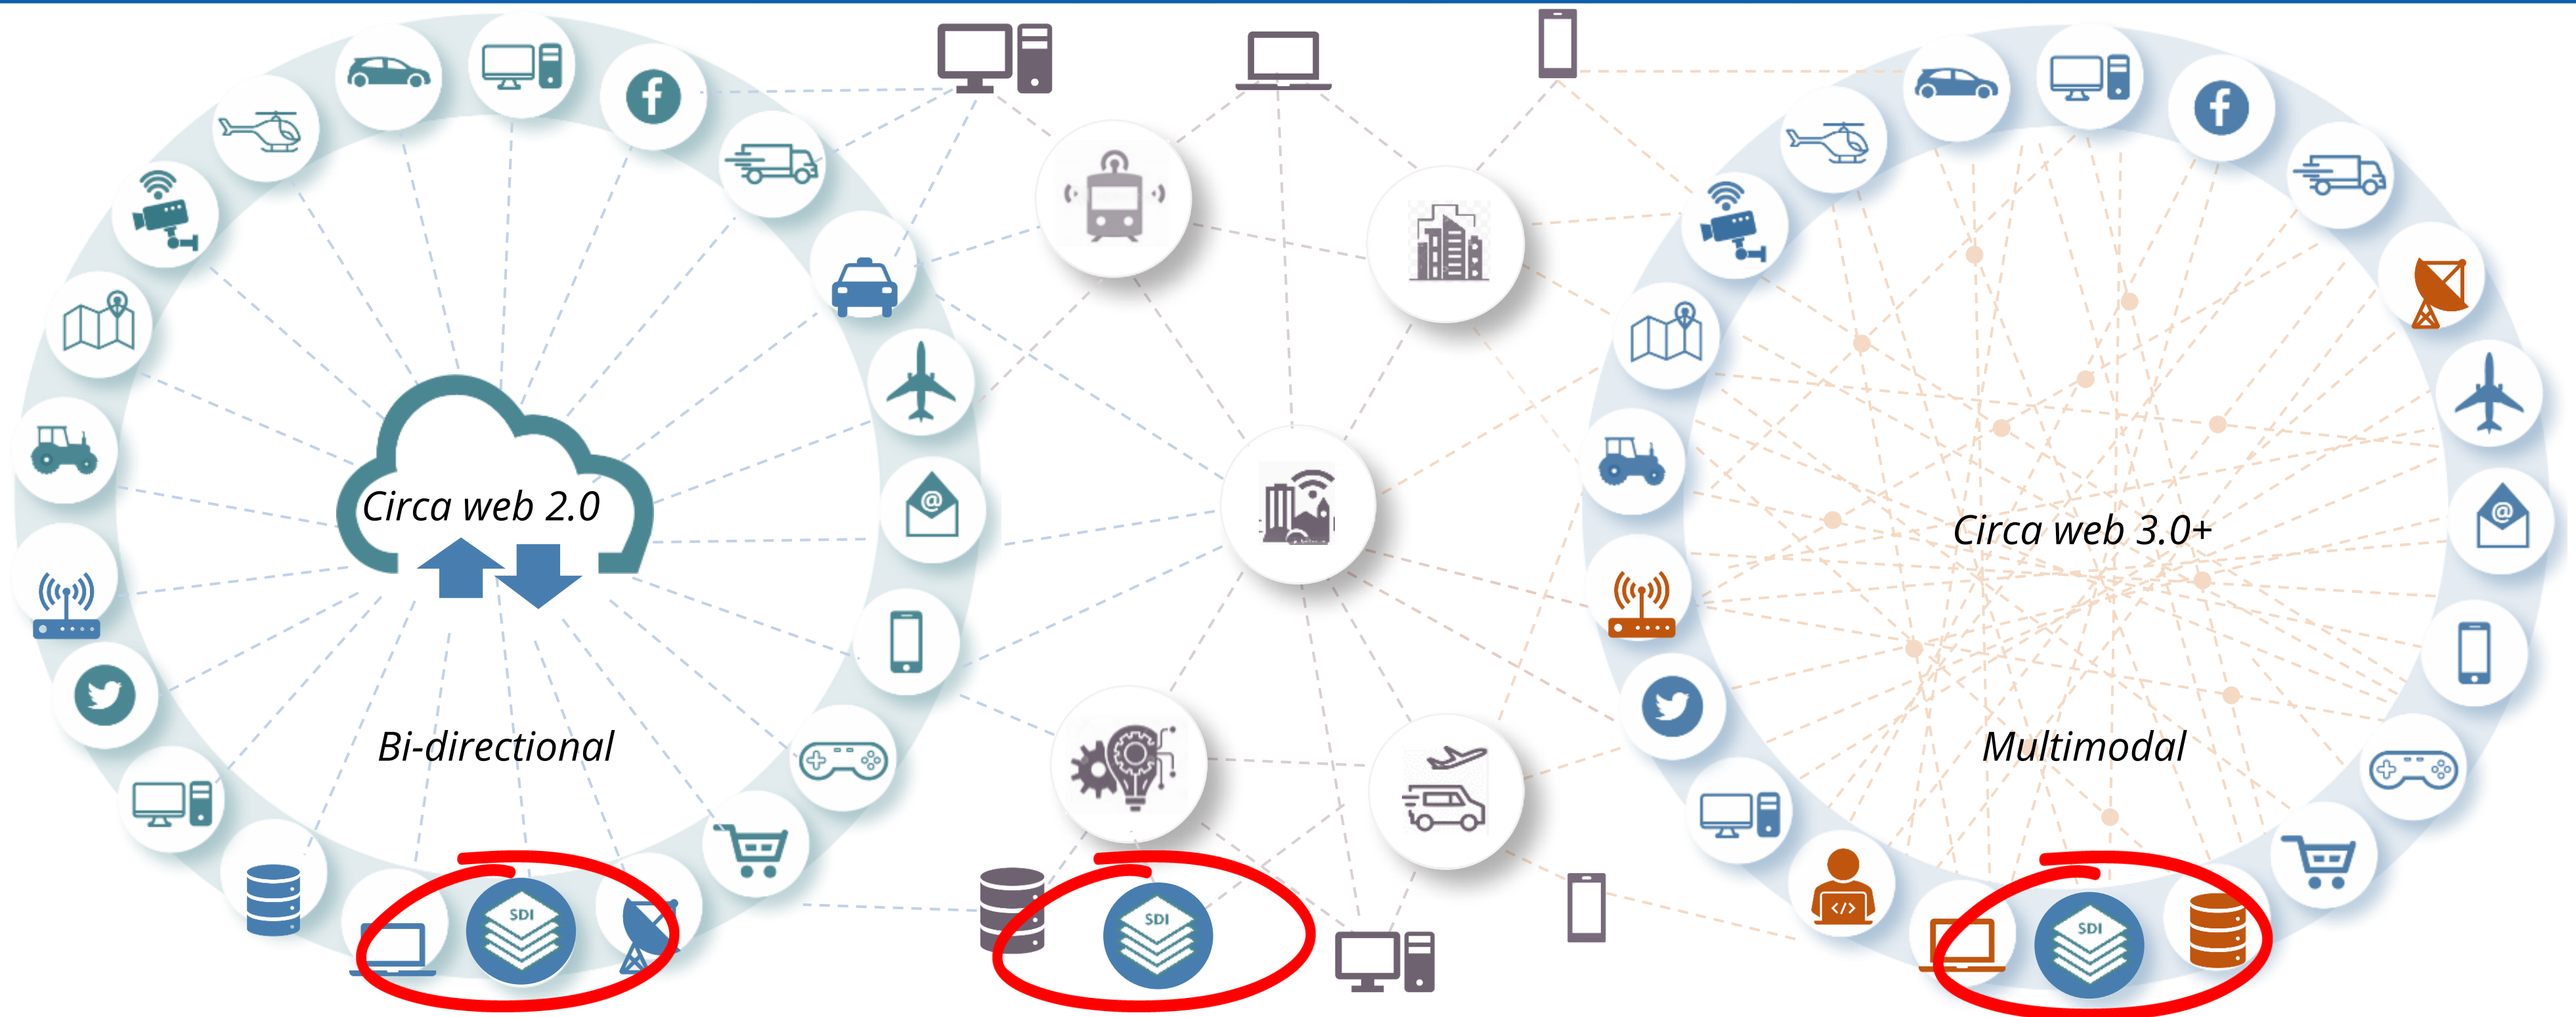 Circa web 2.0
Bi-directional
SDI
@
f
SDI
Circa web 3.0+
Multimodal
SDI
@
f
</>